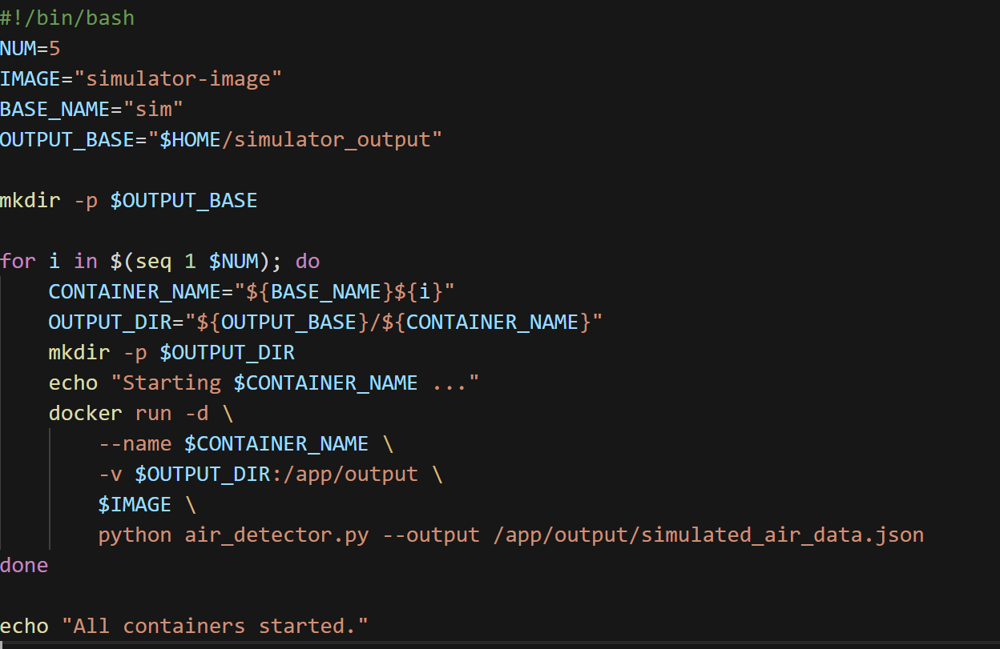 #!/bin/bash
NUM=5
IMAGE="simulator-image"
BASE_NAME="sim"
OUTPUT_BASE="$HOME/simulator_output"
mkdir -p $OUTPUT_BASE
for i in $(seq 1 $NUM); do
    CONTAINER_NAME="${BASE_NAME}${i}"
    OUTPUT_DIR="${OUTPUT_BASE}/${CONTAINER_NAME}"
    mkdir -p $OUTPUT_DIR
    echo "Starting $CONTAINER_NAME ..."
    docker run -d \
        --name $CONTAINER_NAME \
        -v $OUTPUT_DIR:/app/output \
        $IMAGE \
        python air_detector.py --output /app/output/simulated_air_data.json
done
echo "All containers started."